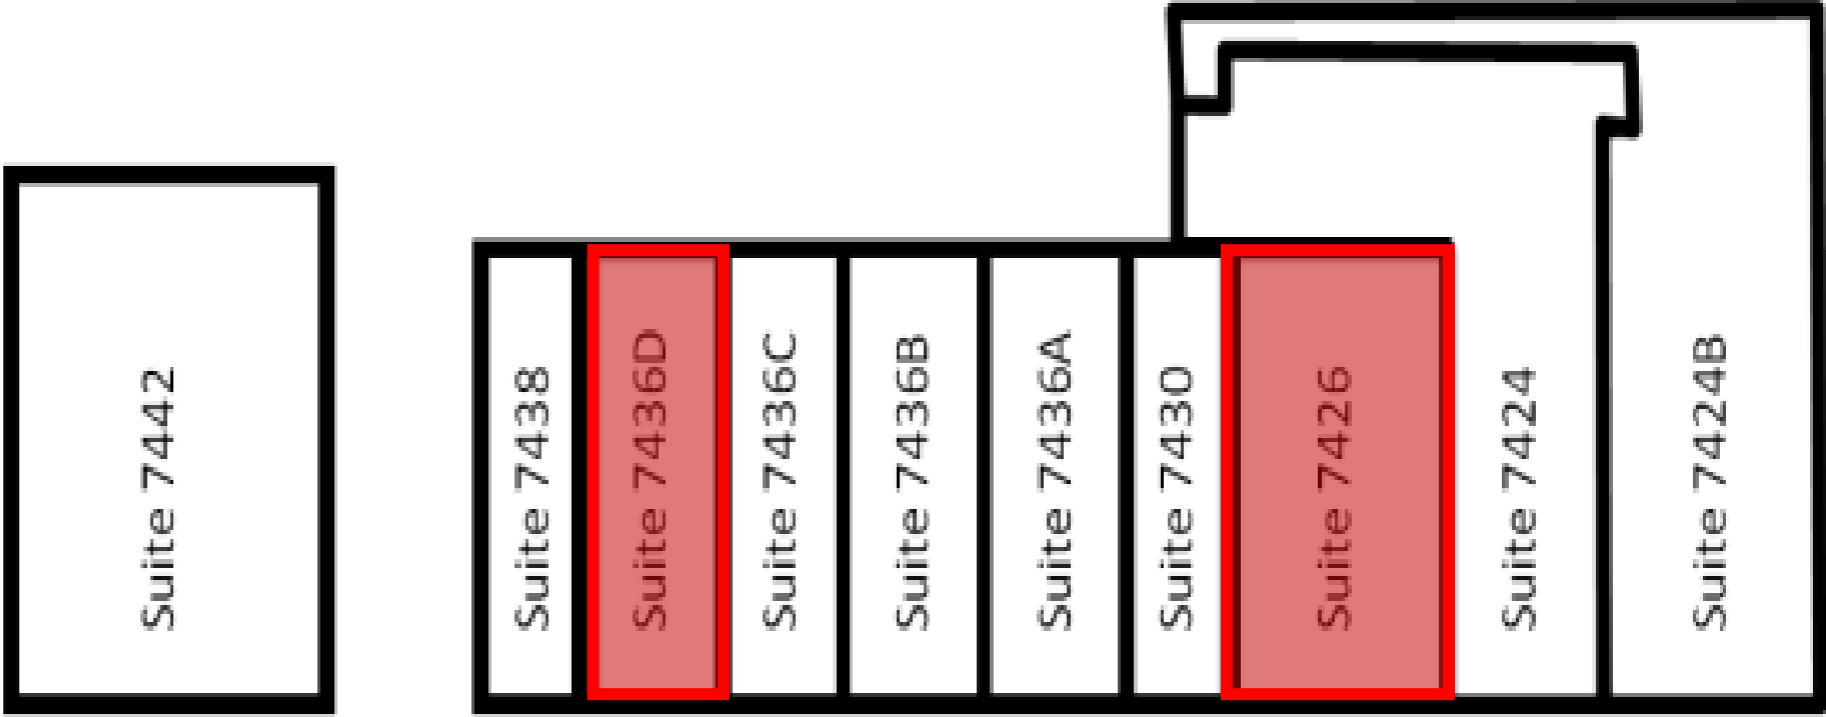 Suite 7442
Suite 7438
Suite 7436D
Suite 7436C
Suite 7436B
Suite 7436A
Suite 7430
Suite 7426
Suite 7424
Suite 7424B